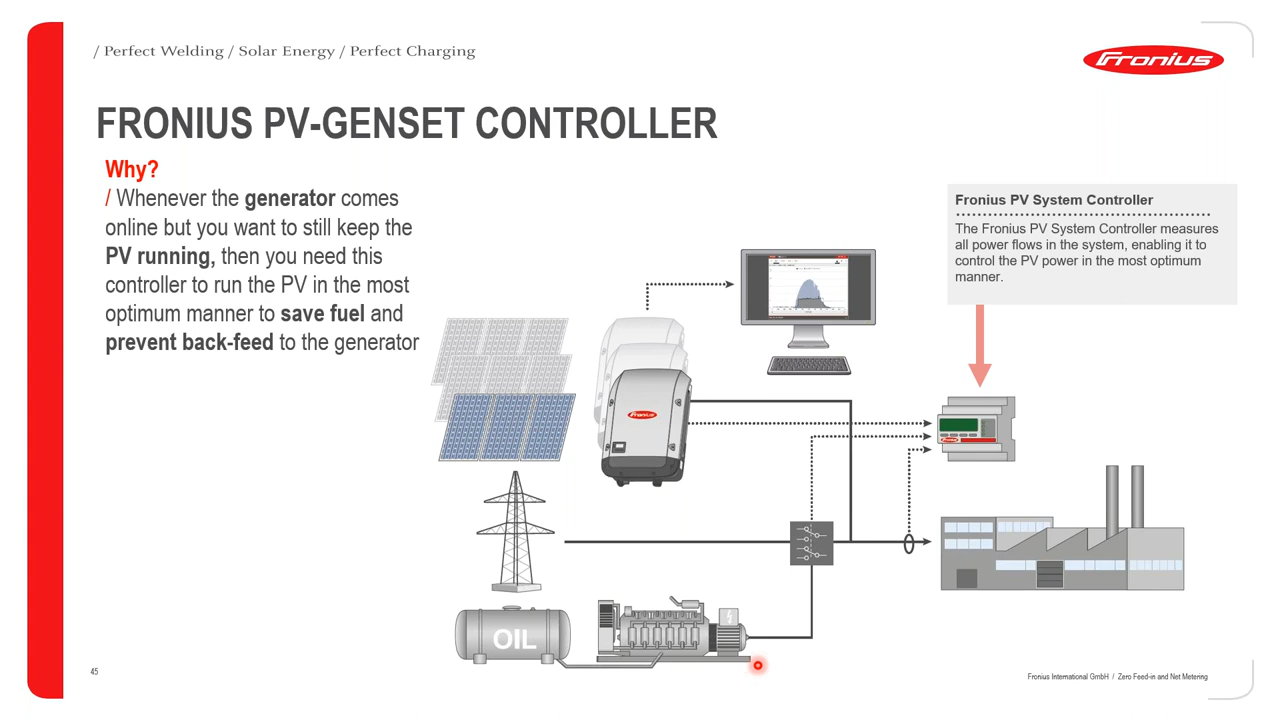 / Perfect Welding / Solar Energy / Perfect Charging
Fronius
FRONIUS PV-GENSET CONTROLLER
Why?
/ Whenever the generator comes
online but you want to still keep the
PV running, then you need this
controller to run the PV in the most
optimum manner to save fuel and
prevent back-feed to the generator
Fronius PV System Controller
The Fronius PV System Controller measures
all power flows in the system, enabling it to
control the PV power in the most optimum
manner.
Fronius
OIL
45
Fronius International GmbH / Zero Feed-in and Net Metering